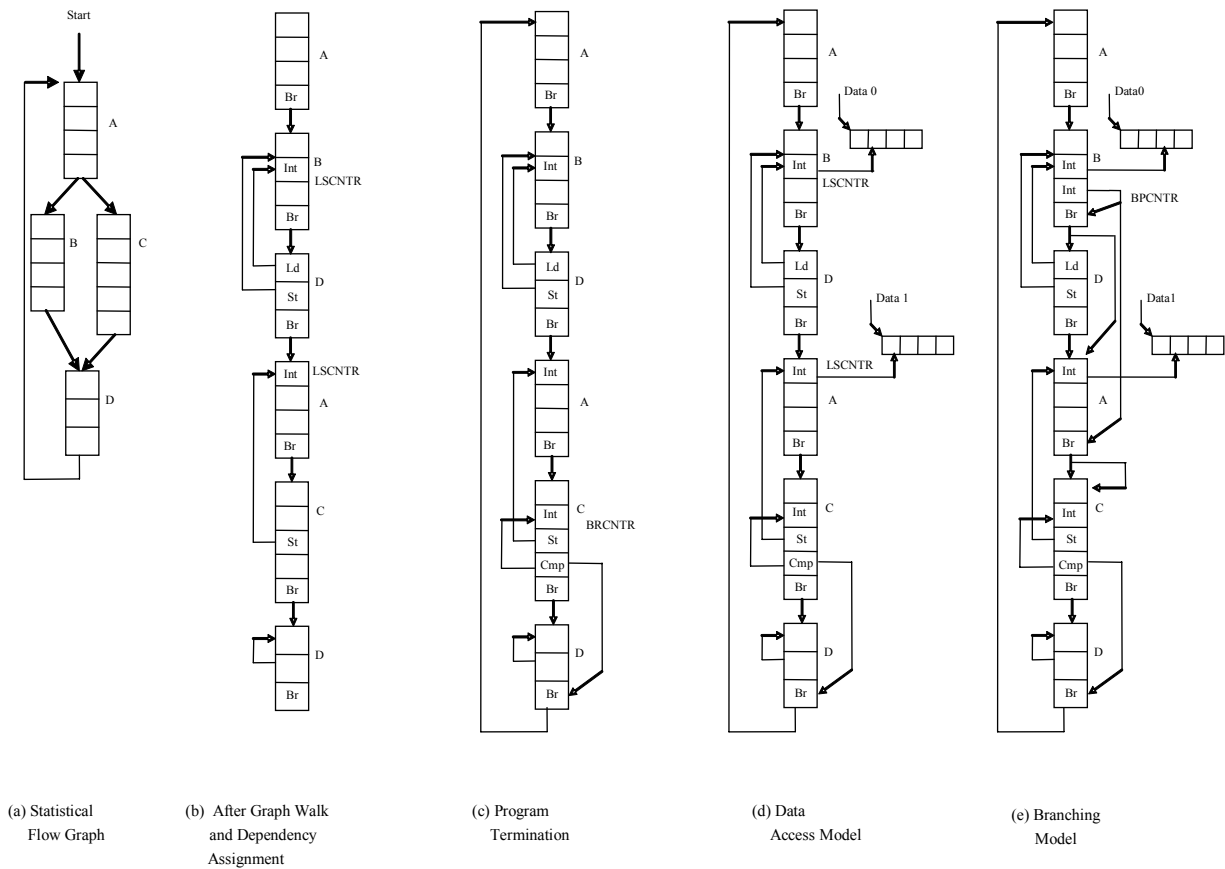 Start
A
B
C
D
A
Br
B
Int
LSCNTR
Br
Ld
D
St
Br
Int
LSCNTR
A
Br
C
St
Br
D
Br
A
Br
B
Int
Br
Ld
D
St
Br
Int
A
Br
C
Int
BRCNTR
St
Cmp
Br
D
Br
A
Br
Data 0
B
Int
LSCNTR
Br
Ld
D
St
Data 1
Br
LSCNTR
Int
A
Br
C
Int
St
Cmp
Br
D
Br
A
Br
Data0
B
Int
Int
BPCNTR
Br
Ld
D
St
Data1
Br
Int
A
Br
C
Int
St
Cmp
Br
D
Br
(a) Statistical
Flow Graph
(b) After Graph Walk
and Dependency
Assignment
(c) Program
Termination
(d) Data
Access Model
(e) Branching
Model